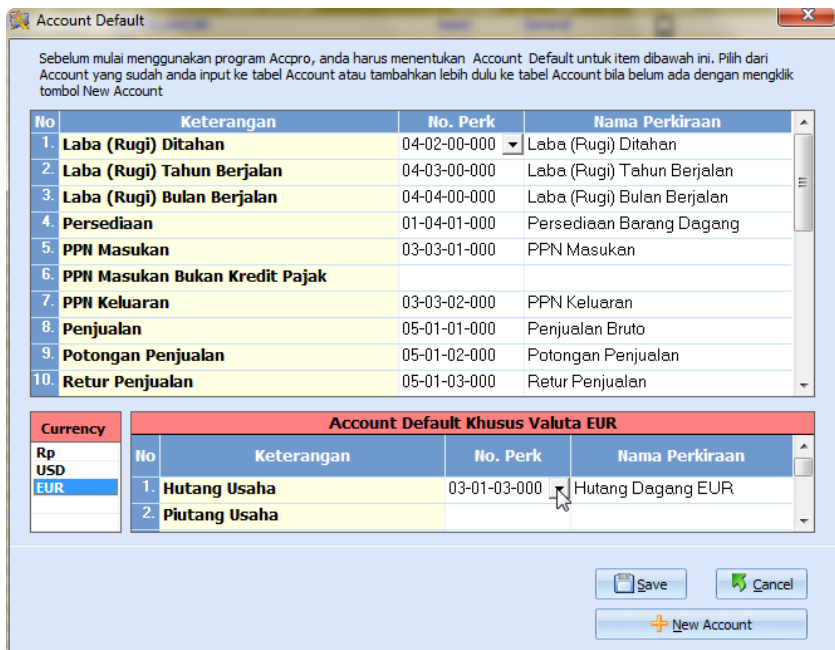 Account Default
Sebelum mulai menggunakan program Accpro, anda harus menentukan Account Default untuk item dibawah ini. Pilih dari
Account yang sudah anda input ke tabel Account atau tambahkan lebih dulu ke tabel Account bila belum ada dengan mengklik
tombol New Account
No Keterangan No. Perk Nama Perkiraan
1. Laba (Rugi) Ditahan 04-02-00-000 Laba (Rugi) Ditahan
2. Laba (Rugi) Tahun Berjalan 04-03-00-000 Laba (Rugi) Tahun Berjalan
3. Laba (Rugi) Bulan Berjalan 04-04-00-000 Laba (Rugi) Bulan Berjalan
4. Persediaan 01-04-01-000 Persediaan Barang Dagang
5. PPN Masukan 03-03-01-000 PPN Masukan
6. PPN Masukan Bukan Kredit Pajak
7. PPN Keluaran 03-03-02-000 PPN Keluaran
8. Penjualan 05-01-01-000 Penjualan Bruto
9. Potongan Penjualan 05-01-02-000 Potongan Penjualan
10. Retur Penjualan 05-01-03-000 Retur Penjualan
Currency
Rp
USD
EUR
Account Default Khusus Valuta EUR
No Keterangan No. Perk Nama Perkiraan
1. Hutang Usaha 03-01-03-000 Hutang Dagang EUR
2. Piutang Usaha
Save Cancel
New Account